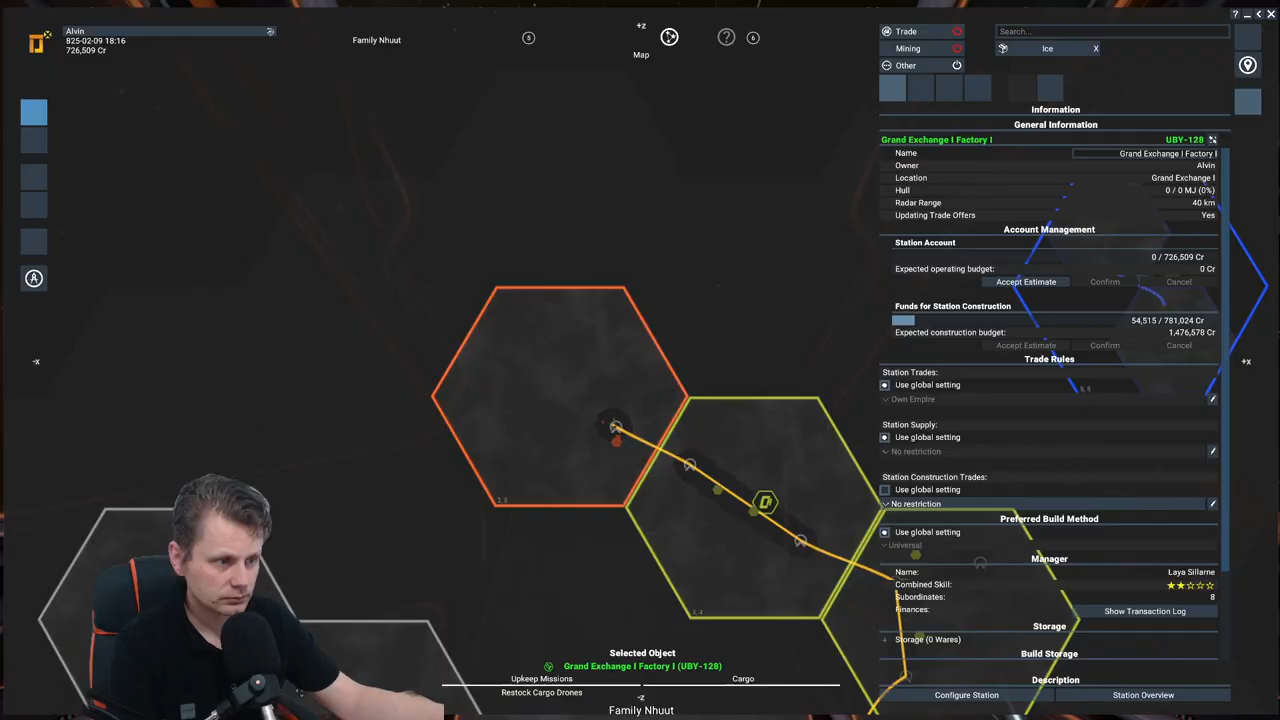 Alvin
825-02-09 18:16
726,509 Cr
Family Nhuut
5
+z
Map
?
6
Trade
Mining
Other
Search...
Ice
X
?
Information
General Information
Grand Exchange I Factory I UBY-128
Name Grand Exchange I Factory I
Owner Alvin
Location Grand Exchange I
Hull 0 / 0 MJ (0%)
Radar Range 40 km
Updating Trade Offers Yes
Account Management
Station Account
0 / 726,509 Cr
Expected operating budget: 0 Cr
Accept Estimate Confirm Cancel
Funds for Station Construction
54,515 / 781,024 Cr
Expected construction budget: 1,476,578 Cr
Accept Estimate Confirm Cancel
Trade Rules
Station Trades:
Use global setting
Own Empire
Station Supply:
Use global setting
No restriction
Station Construction Trades:
Use global setting
No restriction
Preferred Build Method
Use global setting
Universal
Manager
Name: Laya Sillarne
Combined Skill:
Subordinates: 8
Finances: Show Transaction Log
Storage
+ Storage (0 Wares)
Build Storage
Description
Configure Station Station Overview
-x
+x
Selected Object
Grand Exchange I Factory I (UBY-128)
Upkeep Missions Cargo
Restock Cargo Drones
-z
Family Nhuut